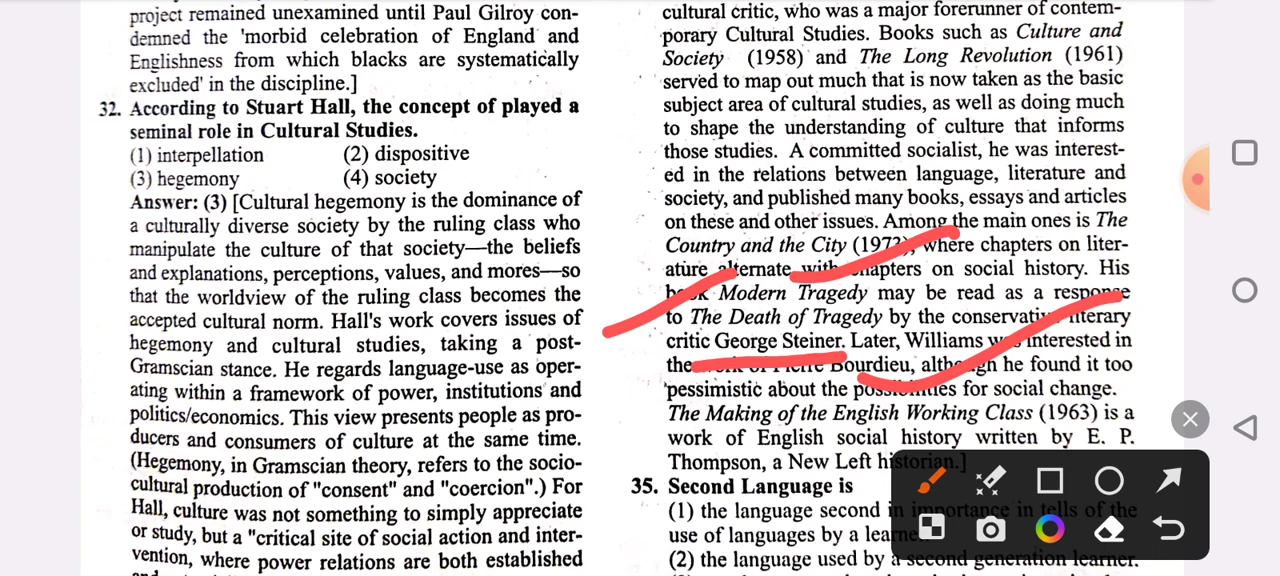 project remained unexamined until Paul Gilroy con-
demned the 'morbid celebration of England and
Englishness from which blacks are systematically
excluded' in the discipline.]
32. According to Stuart Hall, the concept of played a
seminal role in Cultural Studies.
(1) interpellation (2) dispositive
(3) hegemony (4) society
Answer: (3) [Cultural hegemony is the dominance of
a culturally diverse society by the ruling class who
manipulate the culture of that society—the beliefs
and explanations, perceptions, values, and mores—so
that the worldview of the ruling class becomes the
accepted cultural norm. Hall's work covers issues of
hegemony and cultural studies, taking a post-
Gramscian stance. He regards language-use as oper-
ating within a framework of power, institutions and
politics/economics. This view presents people as pro-
ducers and consumers of culture at the same time.
(Hegemony, in Gramscian theory, refers to the socio-
cultural production of "consent" and "coercion".) For
Hall, culture was not something to simply appreciate
or study, but a "critical site of social action and inter-
vention, where power relations are both established
cultural critic, who was a major forerunner of contem-
porary Cultural Studies. Books such as Culture and
Society (1958) and The Long Revolution (1961)
served to map out much that is now taken as the basic
subject area of cultural studies, as well as doing much
to shape the understanding of culture that informs
those studies. A committed socialist, he was interest-
ed in the relations between language, literature and
society, and published many books, essays and articles
on these and other issues. Among the main ones is The
Country and the City (1973), where chapters on liter-
ature alternate with chapters on social history. His
book Modern Tragedy may be read as a response
to The Death of Tragedy by the conservative literary
critic George Steiner. Later, Williams was interested in
the work of Pierre Bourdieu, although he found it too
pessimistic about the possibilities for social change.
The Making of the English Working Class (1963) is a
work of English social history written by E. P.
Thompson, a New Left historian.]
35. Second Language is
(1) the language second in importance in tells of the
use of languages by a learner.
(2) the language used by a second generation learner.